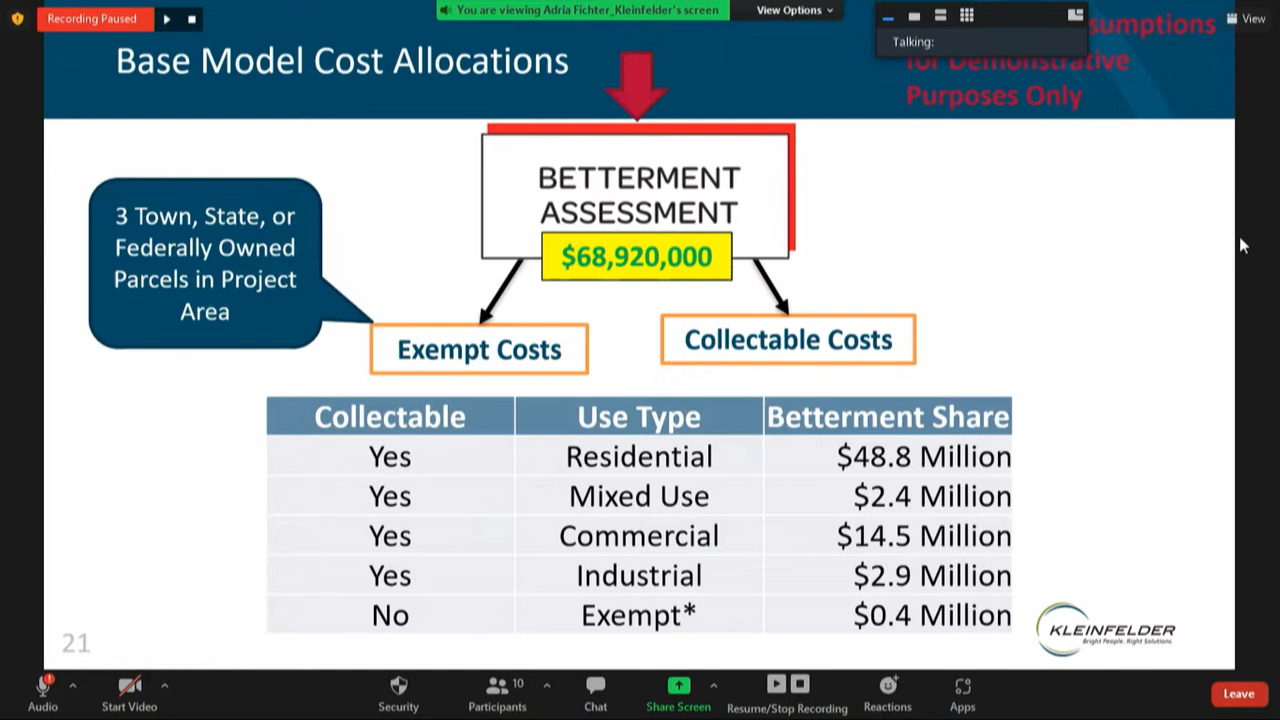 Recording Paused
You are viewing Adria Fichter_Kleinfelder's screen
View Options
View
Talking:
Base Model Cost Allocations
for Demonstrative
Purposes Only
BETTERMENT
ASSESSMENT
$68,920,000
3 Town, State, or
Federally Owned
Parcels in Project
Area
Exempt Costs
Collectable Costs
Collectable Use Type Betterment Share
Yes Residential $48.8 Million
Yes Mixed Use $2.4 Million
Yes Commercial $14.5 Million
Yes Industrial $2.9 Million
No Exempt* $0.4 Million
21
KLEINFELDER
Bright People. Right Solutions.
10
Audio
Start Video
Security
Participants
Chat
Share Screen
Resume/Stop Recording
Reactions
Apps
Leave